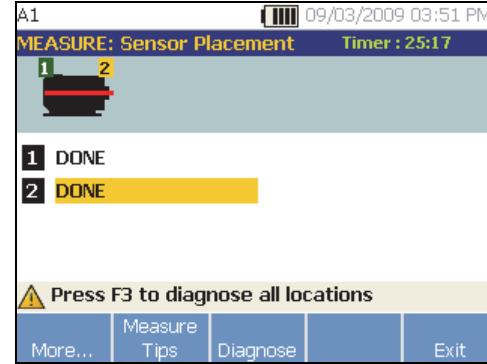 A1 09/03/2009 03:51 PM
MEASURE: Sensor Placement Timer : 25:17
1 2
1 DONE
2 DONE
Press F3 to diagnose all locations
More... Measure Tips Diagnose Exit